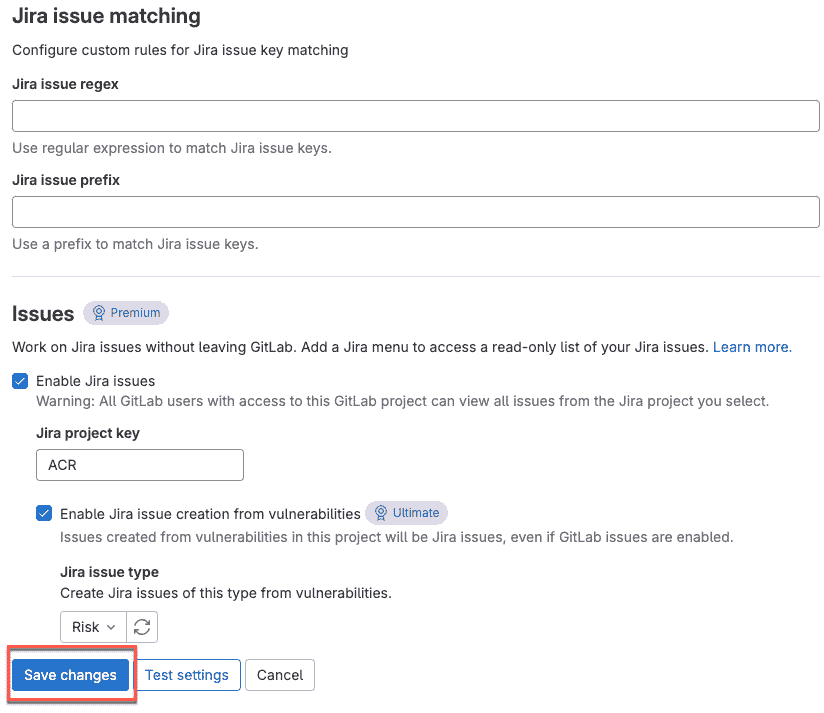 Jira issue matching
Configure custom rules for Jira issue key matching
Jira issue regex
Use regular expression to match Jira issue keys.
Jira issue prefix
Use a prefix to match Jira issue keys.
Issues Premium
Work on Jira issues without leaving GitLab. Add a Jira menu to access a read-only list of your Jira issues. Learn more.
Enable Jira issues
Warning: All GitLab users with access to this GitLab project can view all issues from the Jira project you select.
Jira project key
ACR
Enable Jira issue creation from vulnerabilities Ultimate
Issues created from vulnerabilities in this project will be Jira issues, even if GitLab issues are enabled.
Jira issue type
Create Jira issues of this type from vulnerabilities.
Risk
Save changes Test settings Cancel